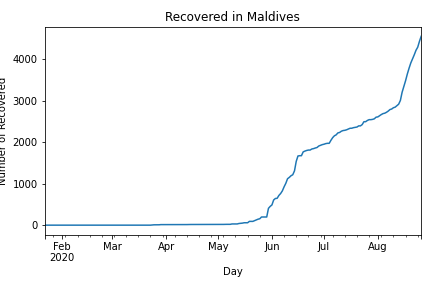 Recovered in Maldives
Number of Recovered
4000
3000
2000
1000
0
Feb Mar Apr May Jun Jul Aug
2020
Day